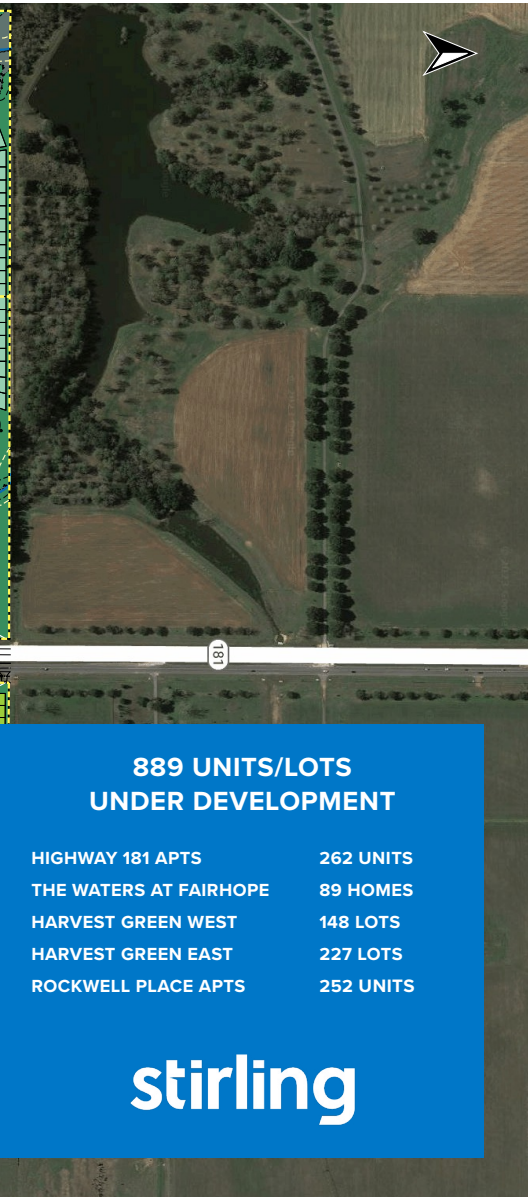 181
889 UNITS/LOTS
UNDER DEVELOPMENT
HIGHWAY 181 APTS 262 UNITS
THE WATERS AT FAIRHOPE 89 HOMES
HARVEST GREEN WEST 148 LOTS
HARVEST GREEN EAST 227 LOTS
ROCKWELL PLACE APTS 252 UNITS
stirling